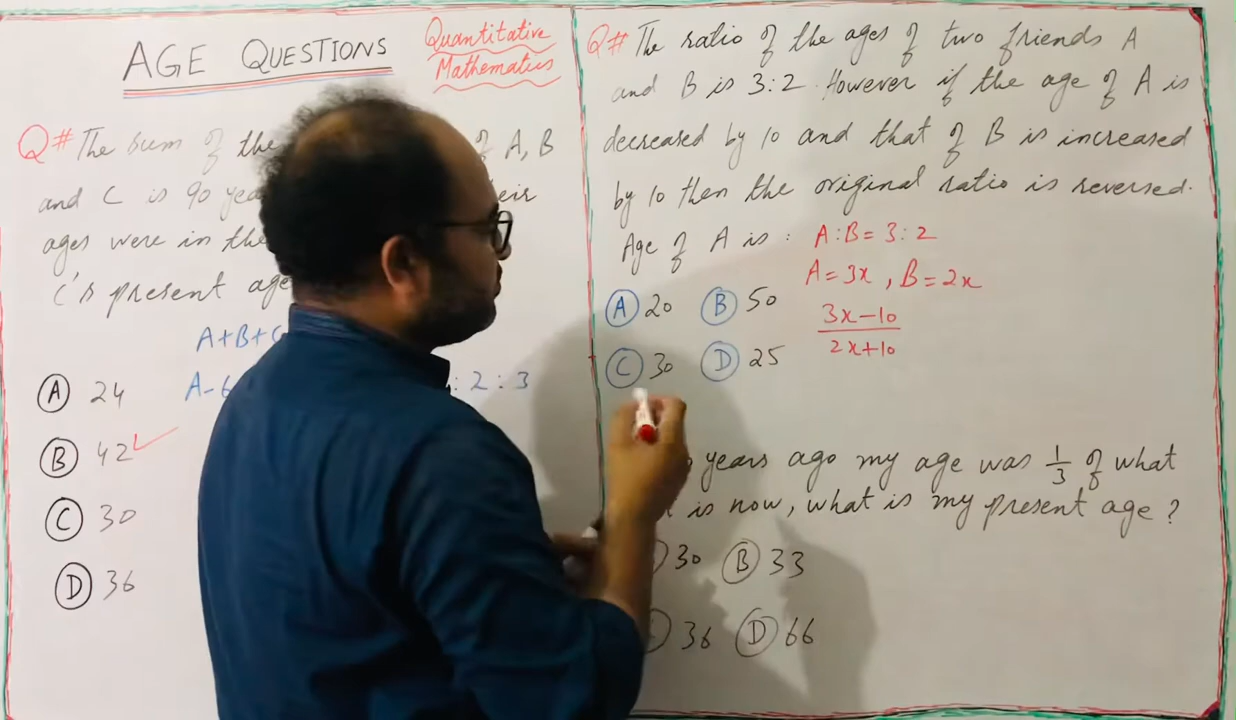 AGE QUESTIONS
Quantitative
Mathematics
Q# The sum of the
of A, B
and C is 90
eir
ages were in the
C's present age
A+B+
A-6
: 2 : 3
A 24
B 42 ✓
C 30
D 36
Q# The ratio of the ages of two friends A
and B is 3:2. However if the age of A is
decreased by 10 and that of B is increased
by 10 then the original ratio is reversed.
Age of A is : A:B = 3:2
A = 3x , B = 2x
3x-10
2x+10
A 20 B 50
C 30 D 25
years ago my age was 1/3 of what
is now, what is my present age ?
30 B 33
36 D 66